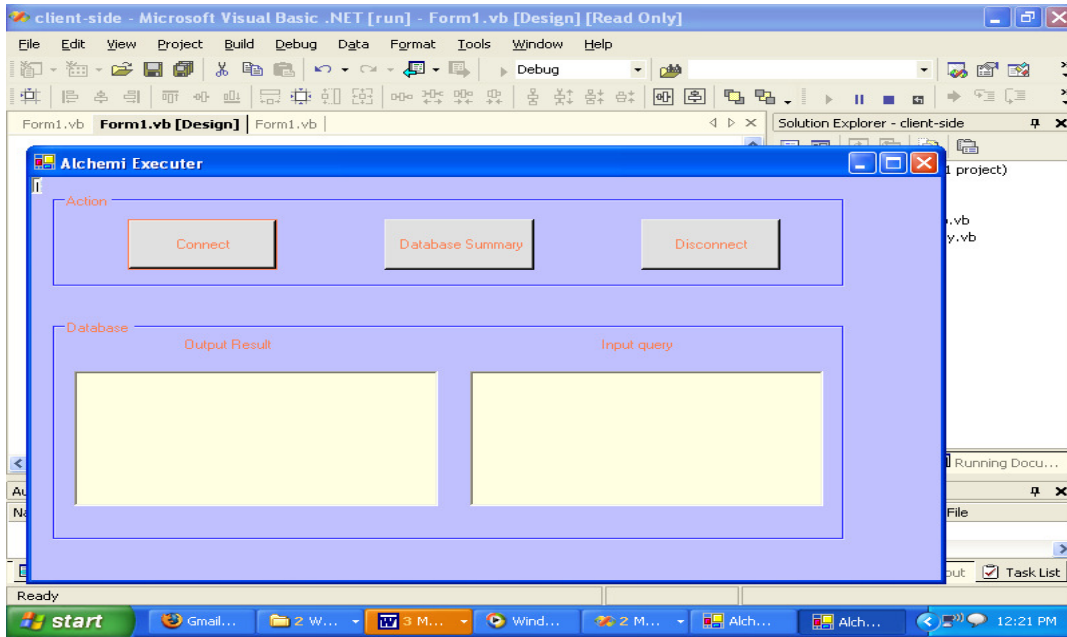 client-side - Microsoft Visual Basic .NET [run] - Form1.vb [Design] [Read Only]
File Edit View Project Build Debug Data Format Tools Window Help
Debug
Form1.vb Form1.vb [Design] Form1.vb
Solution Explorer - client-side
Alchemi Executer
1 project)
.vb
y.vb
Action
Connect Database Summary Disconnect
Database
Output Result Input query
Running Docu...
Au
Na
File
out Task List
Ready
start Gmail... 2 W... 3 M... Wind... 2 M... Alch... Alch... 12:21 PM